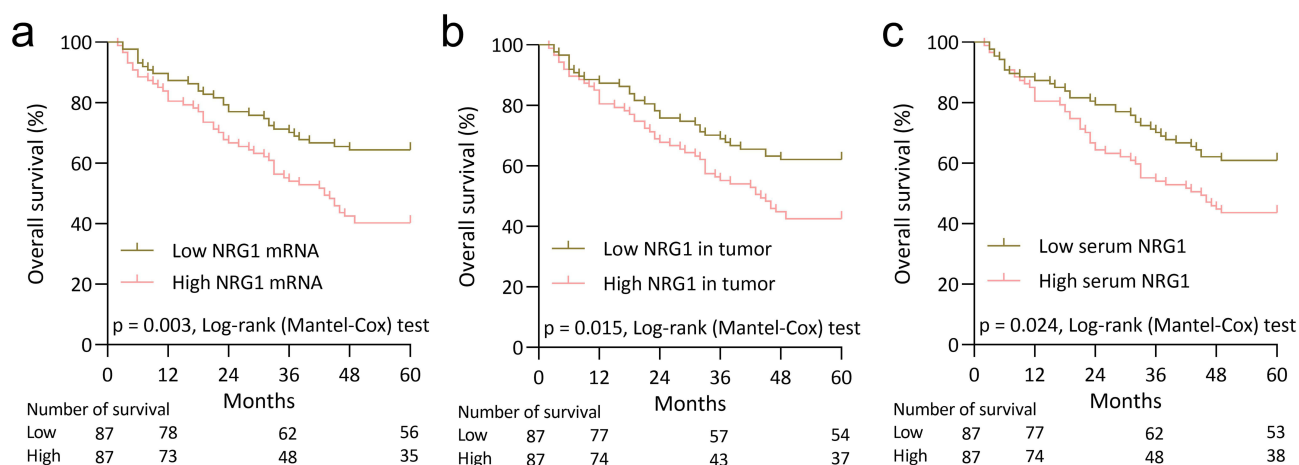 a
Overall survival (%)
100
80
60
40
20
0
Low NRG1 mRNA
High NRG1 mRNA
p = 0.003, Log-rank (Mantel-Cox) test
0 12 24 36 48 60
Months
Number of survival
Low 87 78 62 56
High 87 73 48 35
b
Overall survival (%)
100
80
60
40
20
0
Low NRG1 in tumor
High NRG1 in tumor
p = 0.015, Log-rank (Mantel-Cox) test
0 12 24 36 48 60
Months
Number of survival
Low 87 77 57 54
High 87 74 43 37
c
Overall survival (%)
100
80
60
40
20
0
Low serum NRG1
High serum NRG1
p = 0.024, Log-rank (Mantel-Cox) test
0 12 24 36 48 60
Months
Number of survival
Low 87 77 62 53
High 87 74 48 38